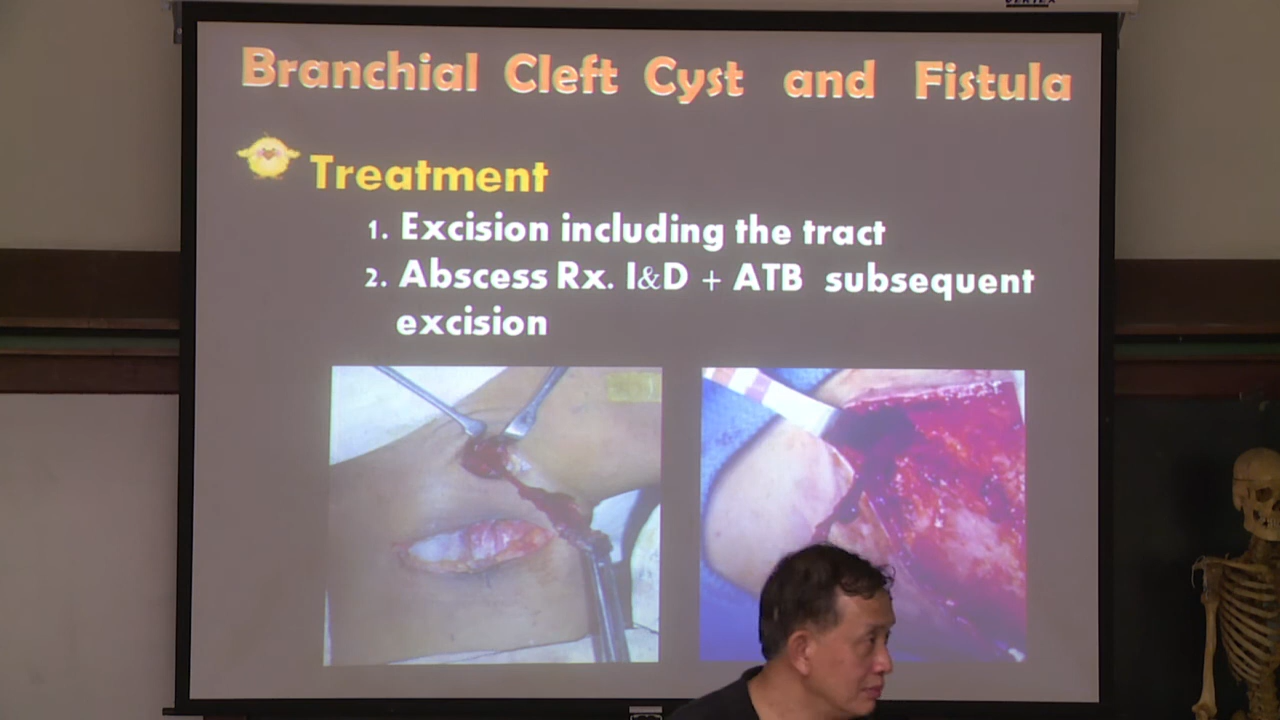 Branchial Cleft Cyst and Fistula
Treatment
1. Excision including the tract
2. Abscess Rx. I&D + ATB subsequent
excision